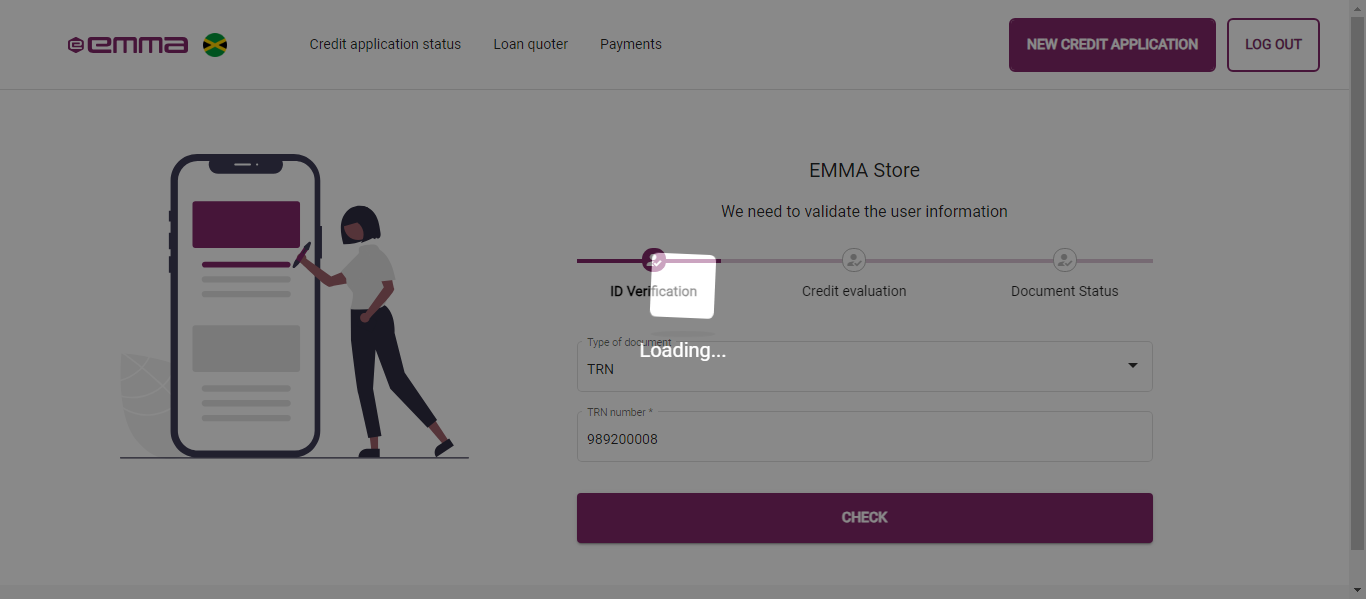 emma
Credit application status
Loan quoter
Payments
NEW CREDIT APPLICATION
LOG OUT
EMMA Store
We need to validate the user information
ID Verification
Credit evaluation
Document Status
Loading...
Type of document
TRN
TRN number *
989200008
CHECK